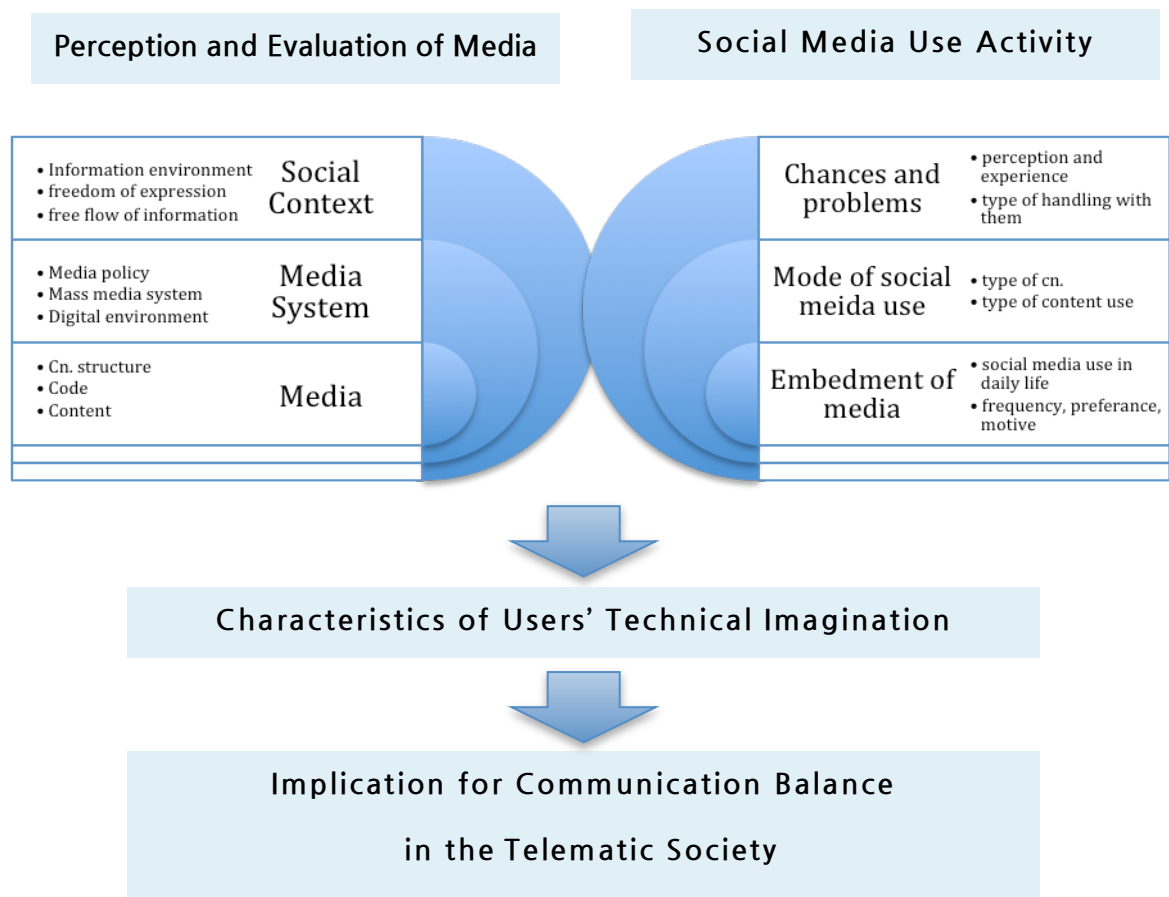 Perception and Evaluation of Media
Social Media Use Activity
• Information environment
• freedom of expression
• free flow of information
Social
Context
• Media policy
• Mass media system
• Digital environment
Media
System
• Cn. structure
• Code
• Content
Media
Chances and
problems
• perception and
experience
• type of handling with
them
Mode of social
meida use
• type of cn.
• type of content use
Embedment of
media
• social media use in
daily life
• frequency, preferance,
motive
Characteristics of Users’ Technical Imagination
Implication for Communication Balance
in the Telematic Society